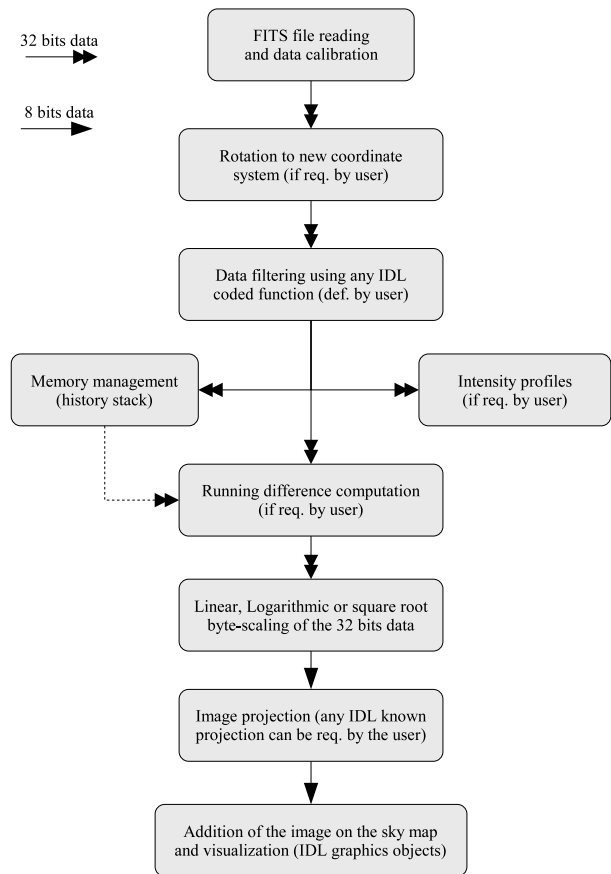 32 bits data
8 bits data
FITS file reading
and data calibration
Rotation to new coordinate
system (if req. by user)
Data filtering using any IDL
coded function (def. by user)
Memory management
(history stack)
Intensity profiles
(if req. by user)
Running difference computation
(if req. by user)
Linear, Logarithmic or square root
byte-scaling of the 32 bits data
Image projection (any IDL known
projection can be req. by the user)
Addition of the image on the sky map
and visualization (IDL graphics objects)